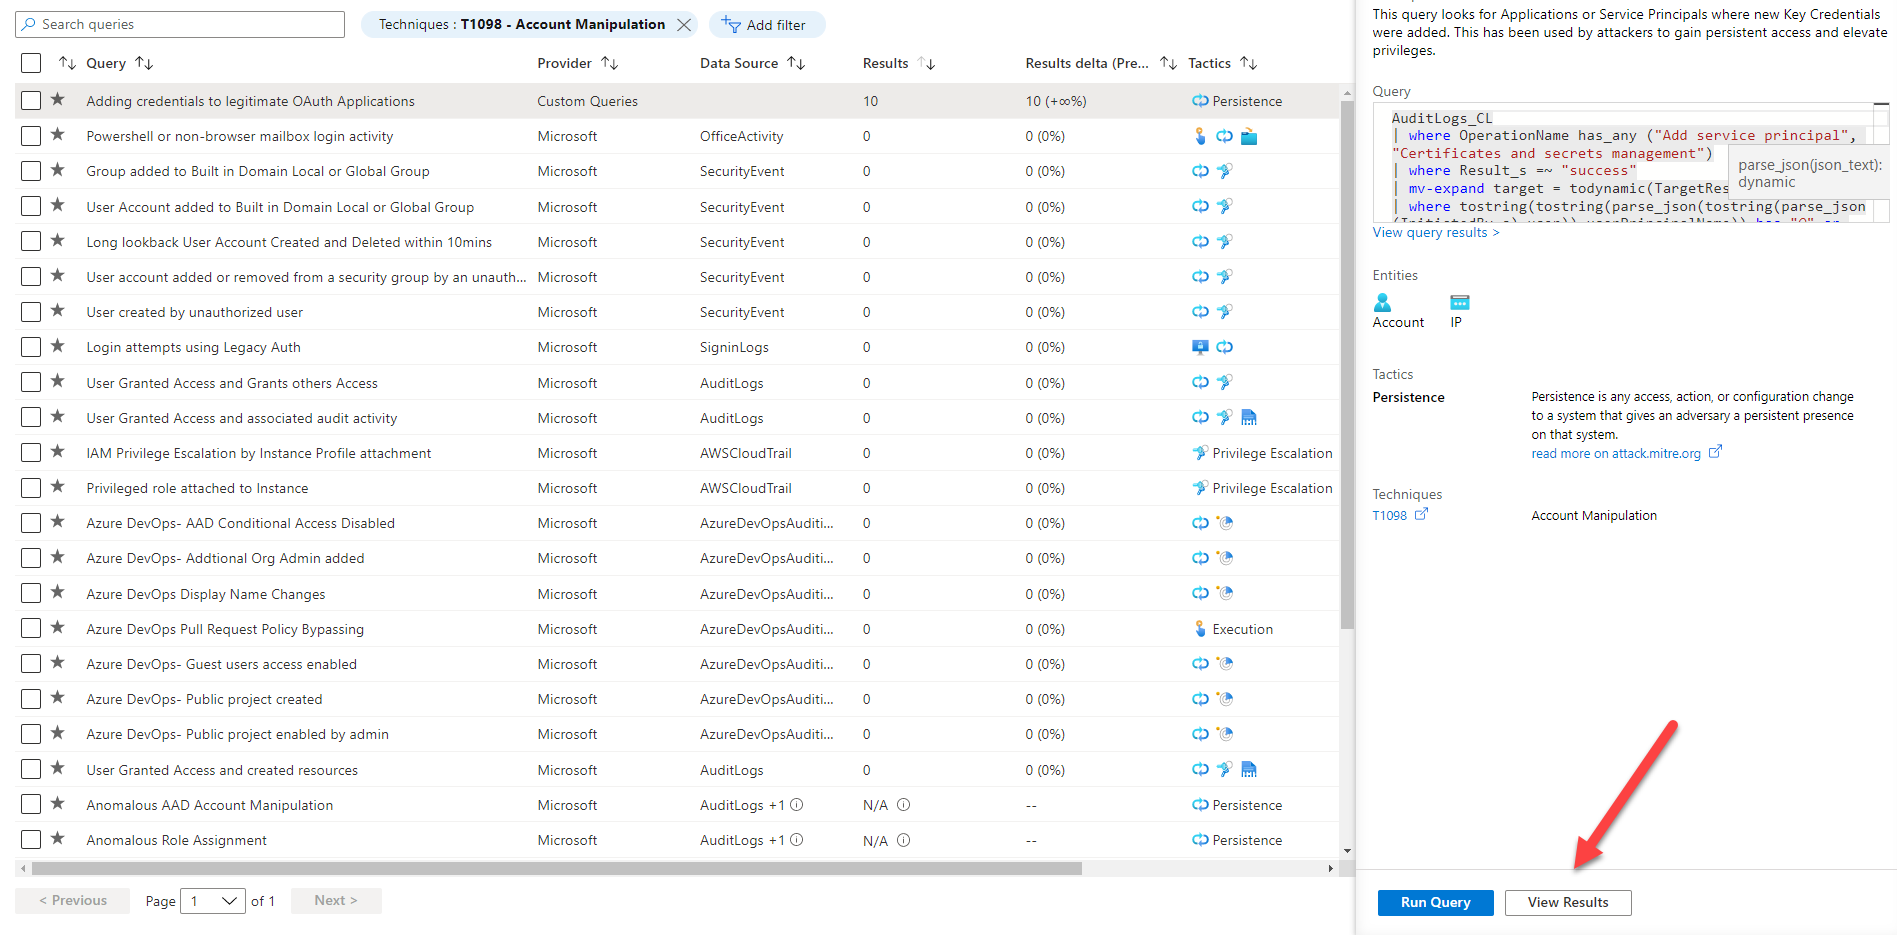 Search queries
Techniques : T1098 - Account Manipulation
Add filter
Query Provider Data Source Results Results delta (Pre... Tactics
Adding credentials to legitimate OAuth Applications Custom Queries 10 10 (+∞%) Persistence
Powershell or non-browser mailbox login activity Microsoft OfficeActivity 0 0 (0%)
Group added to Built in Domain Local or Global Group Microsoft SecurityEvent 0 0 (0%)
User Account added to Built in Domain Local or Global Group Microsoft SecurityEvent 0 0 (0%)
Long lookback User Account Created and Deleted within 10mins Microsoft SecurityEvent 0 0 (0%)
User account added or removed from a security group by an unauth... Microsoft SecurityEvent 0 0 (0%)
User created by unauthorized user Microsoft SecurityEvent 0 0 (0%)
Login attempts using Legacy Auth Microsoft SigninLogs 0 0 (0%)
User Granted Access and Grants others Access Microsoft AuditLogs 0 0 (0%)
User Granted Access and associated audit activity Microsoft AuditLogs 0 0 (0%)
IAM Privilege Escalation by Instance Profile attachment Microsoft AWSCloudTrail 0 0 (0%) Privilege Escalation
Privileged role attached to Instance Microsoft AWSCloudTrail 0 0 (0%) Privilege Escalation
Azure DevOps- AAD Conditional Access Disabled Microsoft AzureDevOpsAuditi... 0 0 (0%)
Azure DevOps- Addtional Org Admin added Microsoft AzureDevOpsAuditi... 0 0 (0%)
Azure DevOps Display Name Changes Microsoft AzureDevOpsAuditi... 0 0 (0%)
Azure DevOps Pull Request Policy Bypassing Microsoft AzureDevOpsAuditi... 0 0 (0%) Execution
Azure DevOps- Guest users access enabled Microsoft AzureDevOpsAuditi... 0 0 (0%)
Azure DevOps- Public project created Microsoft AzureDevOpsAuditi... 0 0 (0%)
Azure DevOps- Public project enabled by admin Microsoft AzureDevOpsAuditi... 0 0 (0%)
User Granted Access and created resources Microsoft AuditLogs 0 0 (0%)
Anomalous AAD Account Manipulation Microsoft AuditLogs +1 N/A -- Persistence
Anomalous Role Assignment Microsoft AuditLogs +1 N/A -- Persistence
< Previous Page 1 of 1 Next >
This query looks for Applications or Service Principals where new Key Credentials
were added. This has been used by attackers to gain persistent access and elevate
privileges.
Query
AuditLogs_CL
| where OperationName has_any ("Add service principal",
"Certificates and secrets management")
| where Result_s =~ "success"
| mv-expand target = todynamic(TargetRes
| where tostring(tostring(parse_json(tostring(parse_json
parse_json(json_text):
dynamic
View query results >
Entities
Account IP
Tactics
Persistence
Persistence is any access, action, or configuration change
to a system that gives an adversary a persistent presence
on that system.
read more on attack.mitre.org
Techniques
T1098 Account Manipulation
Run Query View Results